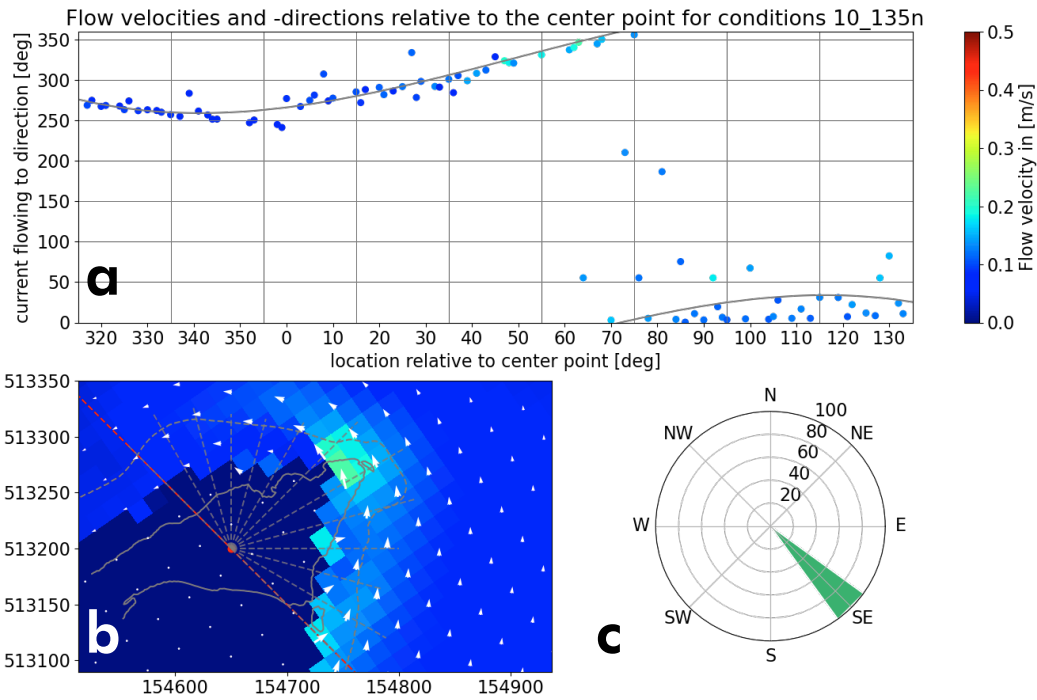 Flow velocities and -directions relative to the center point for conditions 10_135n
current flowing to direction [deg]
350
300
250
200
150
100
50
0
a
320 330 340 350 0 10 20 30 40 50 60 70 80 90 100 110 120 130
location relative to center point [deg]
0.5
0.4
0.3
0.2
0.1
0.0
Flow velocity in [m/s]
513350
513300
513250
513200
513150
513100
b
154600 154700 154800 154900
c
N
NW NE
W E
SW SE
S
100
80
60
40
20